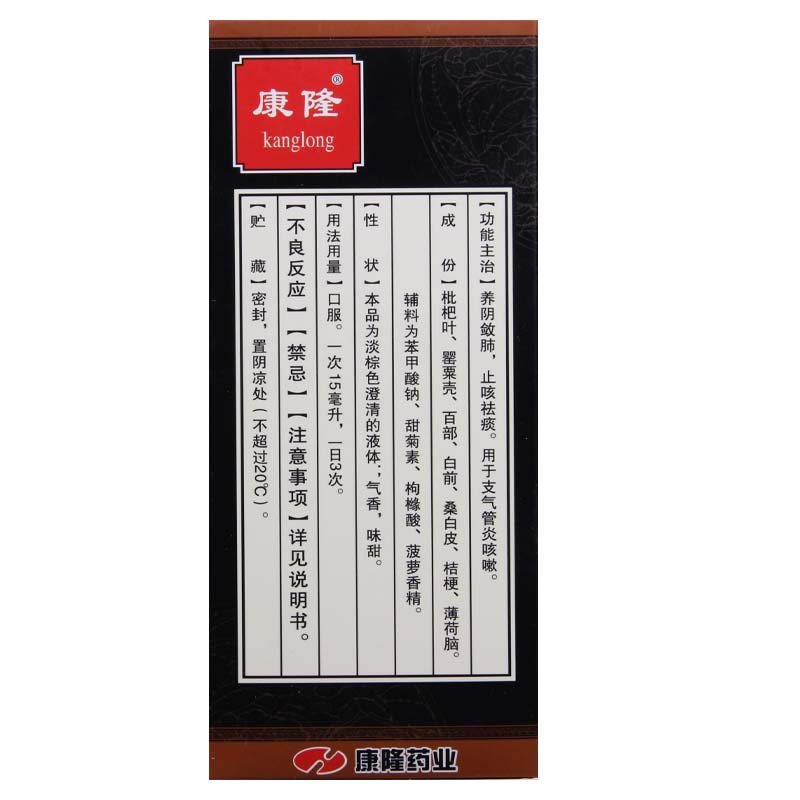 康隆®
kanglong
【功能主治】养阴敛肺，止咳祛痰。用于支气管炎咳嗽。
【成 份】枇杷叶、罂粟壳、百部、白前、桑白皮、桔梗、薄荷脑。
辅料为苯甲酸钠、甜菊素、枸橼酸、菠萝香精。
【性 状】本品为淡棕色澄清的液体；气香，味甜。
【用法用量】口服。一次15毫升，一日3次。
【不良反应】【禁忌】【注意事项】详见说明书。
【贮 藏】密封，置阴凉处（不超过20℃）。
康隆药业